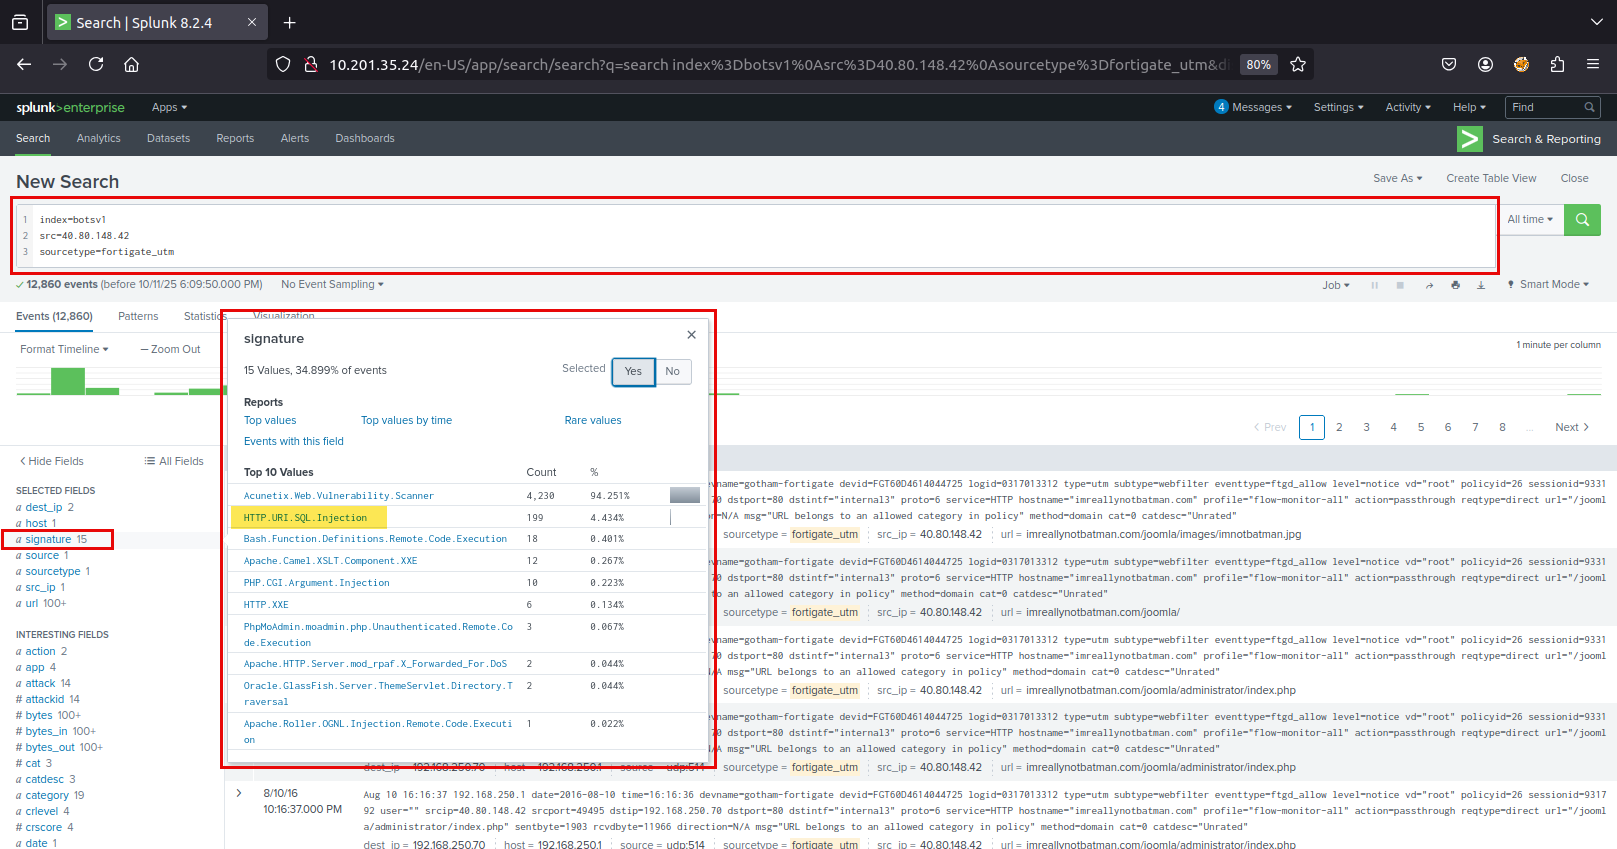 Search | Splunk 8.2.4
10.201.35.24/en-US/app/search/search?q=search index%3Dbotsv1%0Asrc%3D40.80.148.42%0Asourcetype%3Dfortigate_utm&di
80%
splunk>enterprise Apps
4 Messages Settings Activity Help Find
Search Analytics Datasets Reports Alerts Dashboards
Search & Reporting
New Search
Save As Create Table View Close
1 index=botsv1
2 src=40.80.148.42
3 sourcetype=fortigate_utm
All time
12,860 events (before 10/11/25 6:09:50.000 PM) No Event Sampling
Job Smart Mode
Events (12,860) Patterns Statistics Visualization
Format Timeline — Zoom Out
1 minute per column
Prev 1 2 3 4 5 6 7 8 ... Next
Hide Fields All Fields
SELECTED FIELDS
a dest_ip 2
a host 1
a signature 15
a source 1
a sourcetype 1
a src_ip 1
a url 100+
INTERESTING FIELDS
a action 2
a app 4
a attack 14
# attackid 14
# bytes 100+
# bytes_in 100+
# bytes_out 100+
# cat 3
a catdesc 3
a category 19
a crlevel 4
# crscore 4
a date 1
signature
15 Values, 34.899% of events
Selected Yes No
Reports
Top values Top values by time Rare values
Events with this field
Top 10 Values Count %
Acunetix.Web.Vulnerability.Scanner 4,230 94.251%
HTTP.URI.SQL.Injection 199 4.434%
Bash.Function.Definitions.Remote.Code.Execution 18 0.401%
Apache.Camel.XSLT.Component.XXE 12 0.267%
PHP.CGI.Argument.Injection 10 0.223%
HTTP.XXE 6 0.134%
PhpMoAdmin.moadmin.php.Unauthenticated.Remote.Co 3 0.067%
de.Execution
Apache.HTTP.Server.mod_rpaf.X_Forwarded_For.DoS 2 0.044%
Oracle.GlassFish.Server.ThemeServlet.Directory.T 2 0.044%
raversal
Apache.Roller.OGNL.Injection.Remote.Code.Executi 1 0.022%
on
vname=gotham-fortigate devid=FGT60D4614044725 logid=0317013312 type=utm subtype=webfilter eventtype=ftgd_allow level=notice vd="root" policyid=26 sessionid=9331
70 dstport=80 dstintf="internal3" proto=6 service=HTTP hostname="imreallynotbatman.com" profile="flow-monitor-all" action=passthrough reqtype=direct url="/jooml
n=N/A msg="URL belongs to an allowed category in policy" method=domain cat=0 catdesc="Unrated"
sourcetype = fortigate_utm src_ip = 40.80.148.42 url = imreallynotbatman.com/joomla/images/imnotbatman.jpg
vname=gotham-fortigate devid=FGT60D4614044725 logid=0317013312 type=utm subtype=webfilter eventtype=ftgd_allow level=notice vd="root" policyid=26 sessionid=9331
70 dstport=80 dstintf="internal3" proto=6 service=HTTP hostname="imreallynotbatman.com" profile="flow-monitor-all" action=passthrough reqtype=direct url="/jooml
o an allowed category in policy" method=domain cat=0 catdesc="Unrated"
sourcetype = fortigate_utm src_ip = 40.80.148.42 url = imreallynotbatman.com/joomla/
vname=gotham-fortigate devid=FGT60D4614044725 logid=0317013312 type=utm subtype=webfilter eventtype=ftgd_allow level=notice vd="root" policyid=26 sessionid=9331
70 dstport=80 dstintf="internal3" proto=6 service=HTTP hostname="imreallynotbatman.com" profile="flow-monitor-all" action=passthrough reqtype=direct url="/jooml
/A msg="URL belongs to an allowed category in policy" method=domain cat=0 catdesc="Unrated"
sourcetype = fortigate_utm src_ip = 40.80.148.42 url = imreallynotbatman.com/joomla/administrator/index.php
vname=gotham-fortigate devid=FGT60D4614044725 logid=0317013312 type=utm subtype=webfilter eventtype=ftgd_allow level=notice vd="root" policyid=26 sessionid=9331
70 dstport=80 dstintf="internal3" proto=6 service=HTTP hostname="imreallynotbatman.com" profile="flow-monitor-all" action=passthrough reqtype=direct url="/jooml
/A msg="URL belongs to an allowed category in policy" method=domain cat=0 catdesc="Unrated"
dest_ip = 192.168.250.70 host = 192.168.250.1 source = udp:514 sourcetype = fortigate_utm src_ip = 40.80.148.42 url = imreallynotbatman.com/joomla/administrator/index.php
8/10/16
10:16:37.000 PM
Aug 10 16:16:37 192.168.250.1 date=2016-08-10 time=16:16:36 devname=gotham-fortigate devid=FGT60D4614044725 logid=0317013312 type=utm subtype=webfilter eventtype=ftgd_allow level=notice vd="root" policyid=26 sessionid=9317
92 user="" srcip=40.80.148.42 srcport=49495 dstip=192.168.250.70 dstport=80 dstintf="internal3" proto=6 service=HTTP hostname="imreallynotbatman.com" profile="flow-monitor-all" action=passthrough reqtype=direct url="/jooml
a/administrator/index.php" sentbyte=1903 rcvdbyte=11966 direction=N/A msg="URL belongs to an allowed category in policy" method=domain cat=0 catdesc="Unrated"
dest_ip = 192.168.250.70 host = 192.168.250.1 source = udp:514 sourcetype = fortigate_utm src_ip = 40.80.148.42 url = imreallynotbatman.com/joomla/administrator/index.php